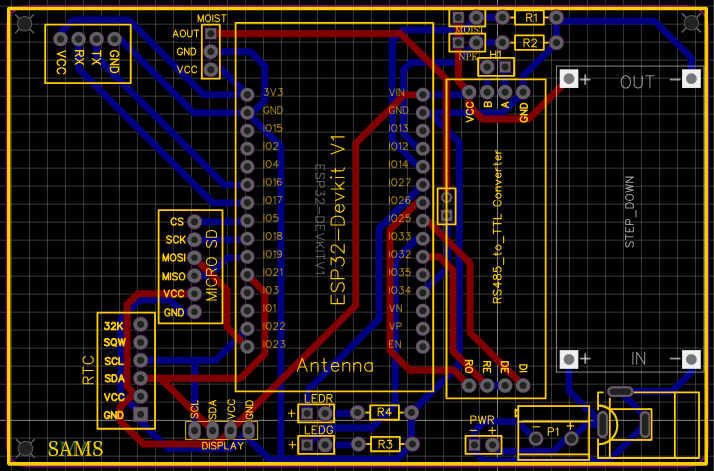 MOIST
AOUT
GND
VCC
VCC
RX
TX
GND
R1
MOIST
R2
NPK
H1
+ OUT -
VCC
B
A
GND
3V3
GND
IO15
IO2
IO4
IO16
IO17
IO5
IO18
IO19
IO21
IO3
IO1
IO22
IO23
VIN
GND
IO13
IO12
IO14
IO27
IO26
IO25
IO33
IO32
IO35
IO34
VN
VP
EN
ESP32-DEVKITV1
ESP32-Devkit V1
Antenna
RS485_to_TTL Converter
STEP_DOWN
CS
SCK
MOSI
MISO
VCC
GND
MICRO SD
32K
SQW
SCL
SDA
VCC
GND
RTC
RO
RE
DE
DI
+ IN -
SCL
SDA
VCC
GND
DISPLAY
LEDR
+
R4
LEDG
+
R3
PWR
- +
P1
SAMS